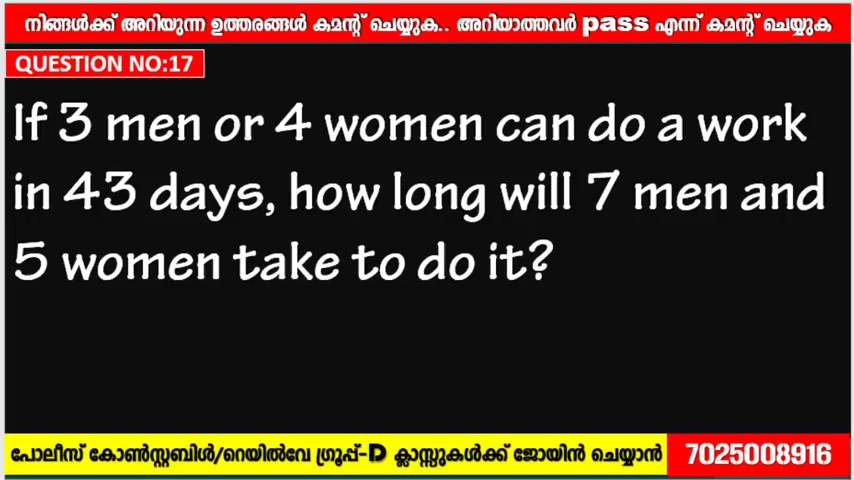 നിങ്ങൾക്ക് അറിയുന്ന ഉത്തരങ്ങൾ കമന്റ് ചെയ്യുക.. അറിയാത്തവർ pass എന്ന് കമന്റ് ചെയ്യുക
QUESTION NO:17
If 3 men or 4 women can do a work
in 43 days, how long will 7 men and
5 women take to do it?
പോലീസ് കോൺസ്റ്റബിൾ/റെയിൽവേ ഗ്രൂപ്പ്-D ക്ലാസ്സുകൾക്ക് ജോയിൻ ചെയ്യാൻ 7025008916